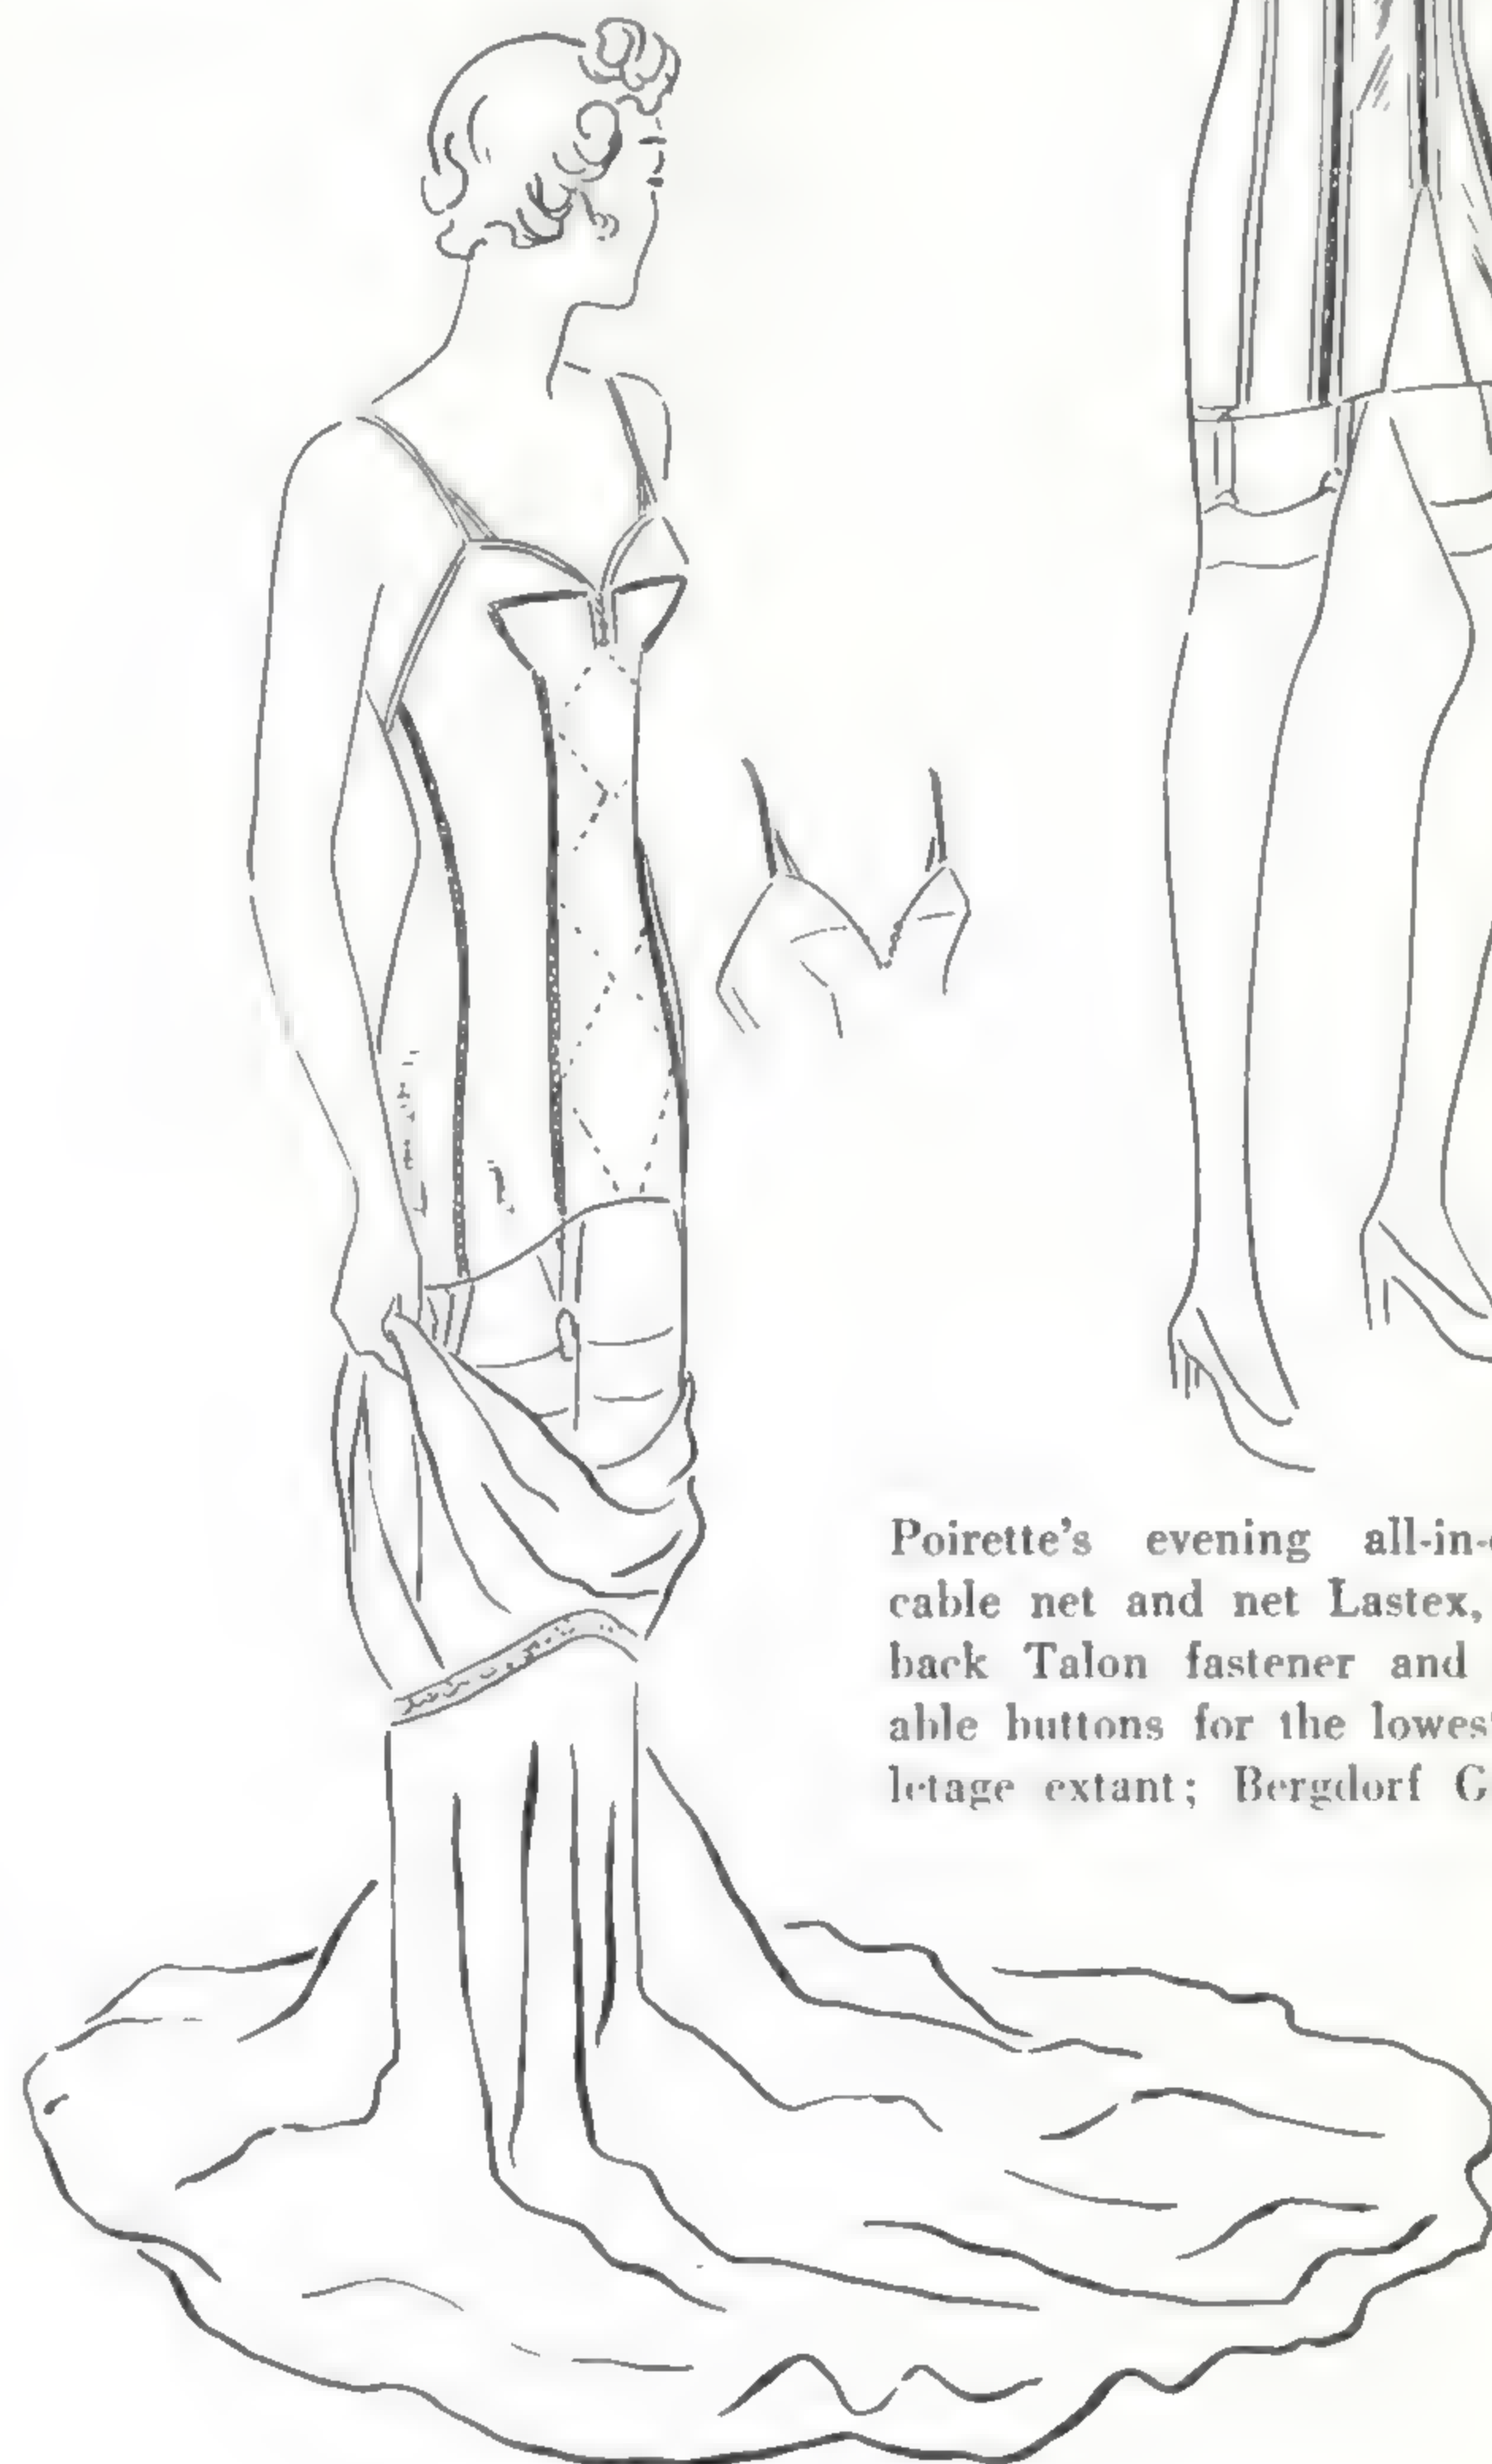 Poirette's evening all-in-
cable net and net Lastex,
back Talon fastener and
able buttons for the lowest
letage extant; Bergdorf G